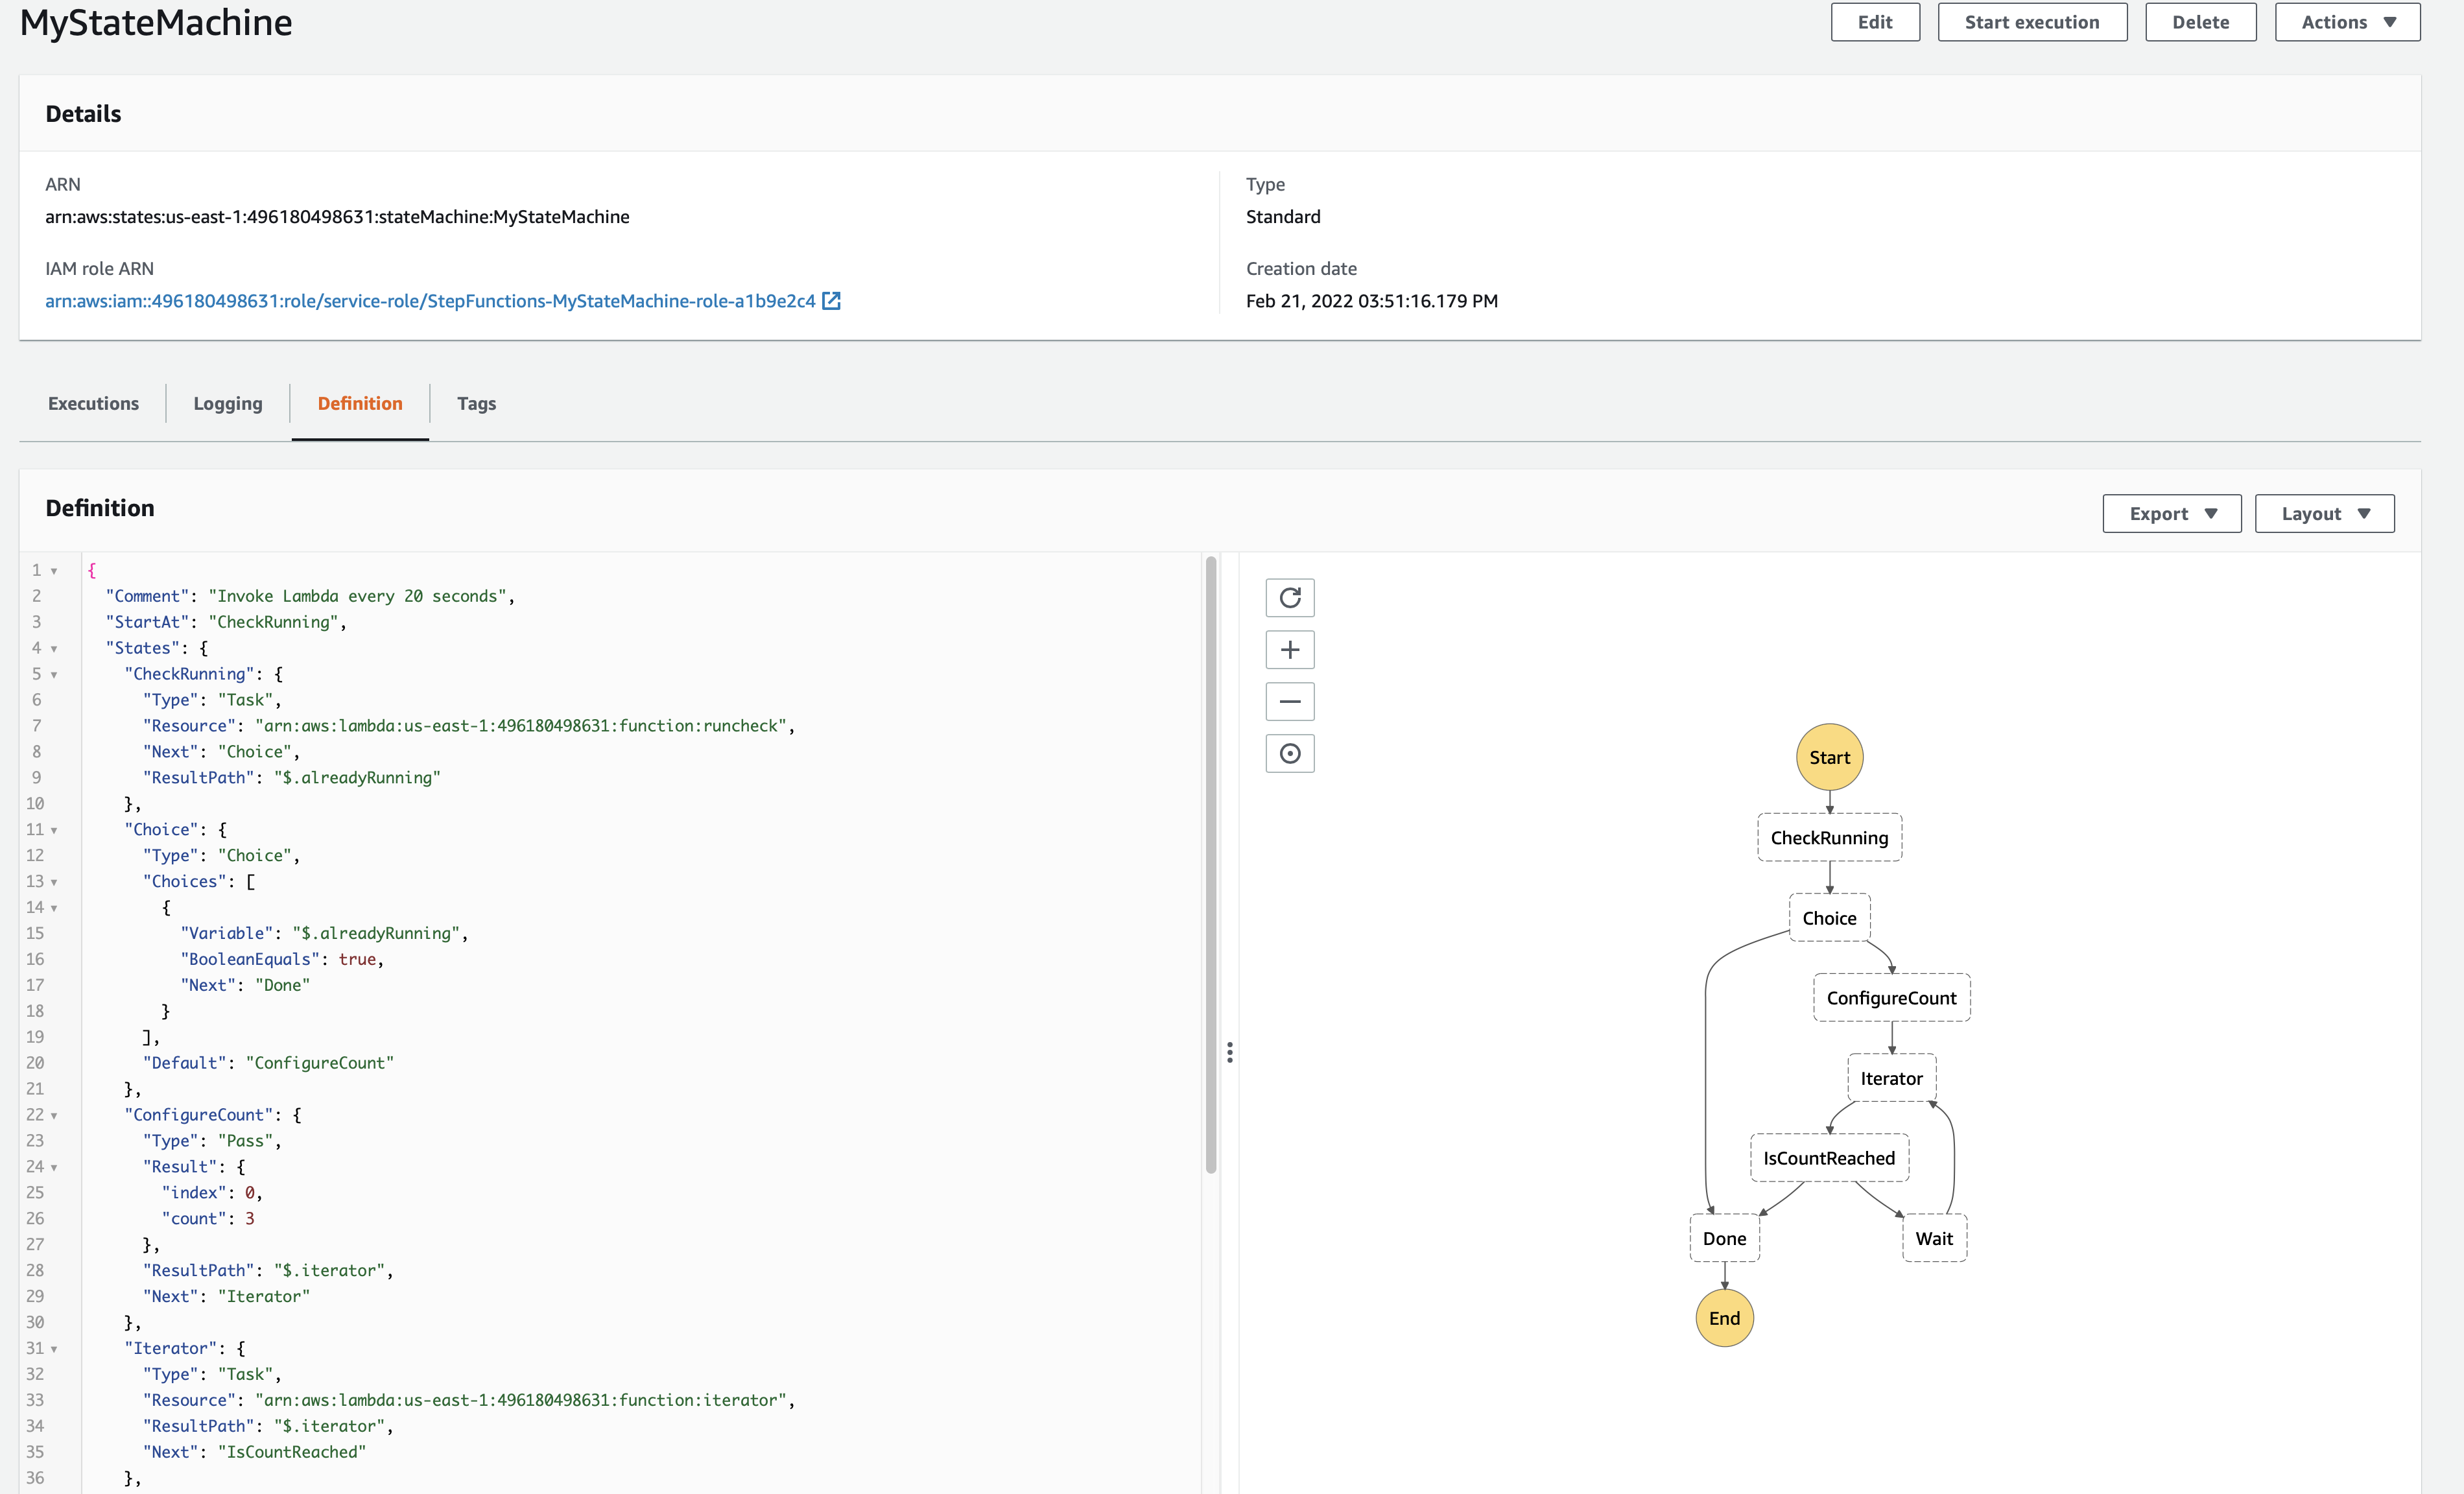 MyStateMachine
Edit
Start execution
Delete
Actions
Details
ARN
arn:aws:states:us-east-1:496180498631:stateMachine:MyStateMachine
IAM role ARN
arn:aws:iam::496180498631:role/service-role/StepFunctions-MyStateMachine-role-a1b9e2c4
Type
Standard
Creation date
Feb 21, 2022 03:51:16.179 PM
Executions
Logging
Definition
Tags
Definition
Export
Layout
1 {
2 "Comment": "Invoke Lambda every 20 seconds",
3 "StartAt": "CheckRunning",
4 "States": {
5 "CheckRunning": {
6 "Type": "Task",
7 "Resource": "arn:aws:lambda:us-east-1:496180498631:function:runcheck",
8 "Next": "Choice",
9 "ResultPath": "$.alreadyRunning"
10 },
11 "Choice": {
12 "Type": "Choice",
13 "Choices": [
14 {
15 "Variable": "$.alreadyRunning",
16 "BooleanEquals": true,
17 "Next": "Done"
18 }
19 ],
20 "Default": "ConfigureCount"
21 },
22 "ConfigureCount": {
23 "Type": "Pass",
24 "Result": {
25 "index": 0,
26 "count": 3
27 },
28 "ResultPath": "$.iterator",
29 "Next": "Iterator"
30 },
31 "Iterator": {
32 "Type": "Task",
33 "Resource": "arn:aws:lambda:us-east-1:496180498631:function:iterator",
34 "ResultPath": "$.iterator",
35 "Next": "IsCountReached"
36 },
Start
CheckRunning
Choice
ConfigureCount
Iterator
IsCountReached
Done
Wait
End